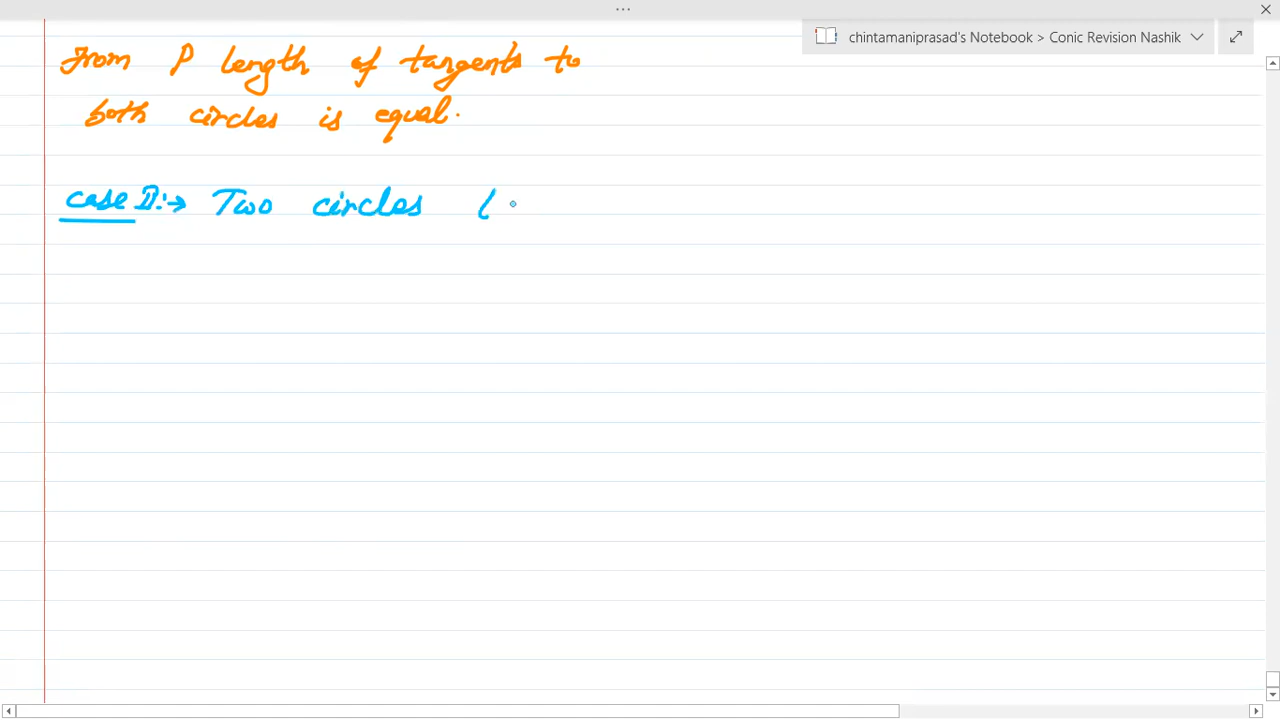 chintamaniprasad's Notebook > Conic Revision Nashik
From P length of tangents to
both circles is equal.
case II :→ Two circles (